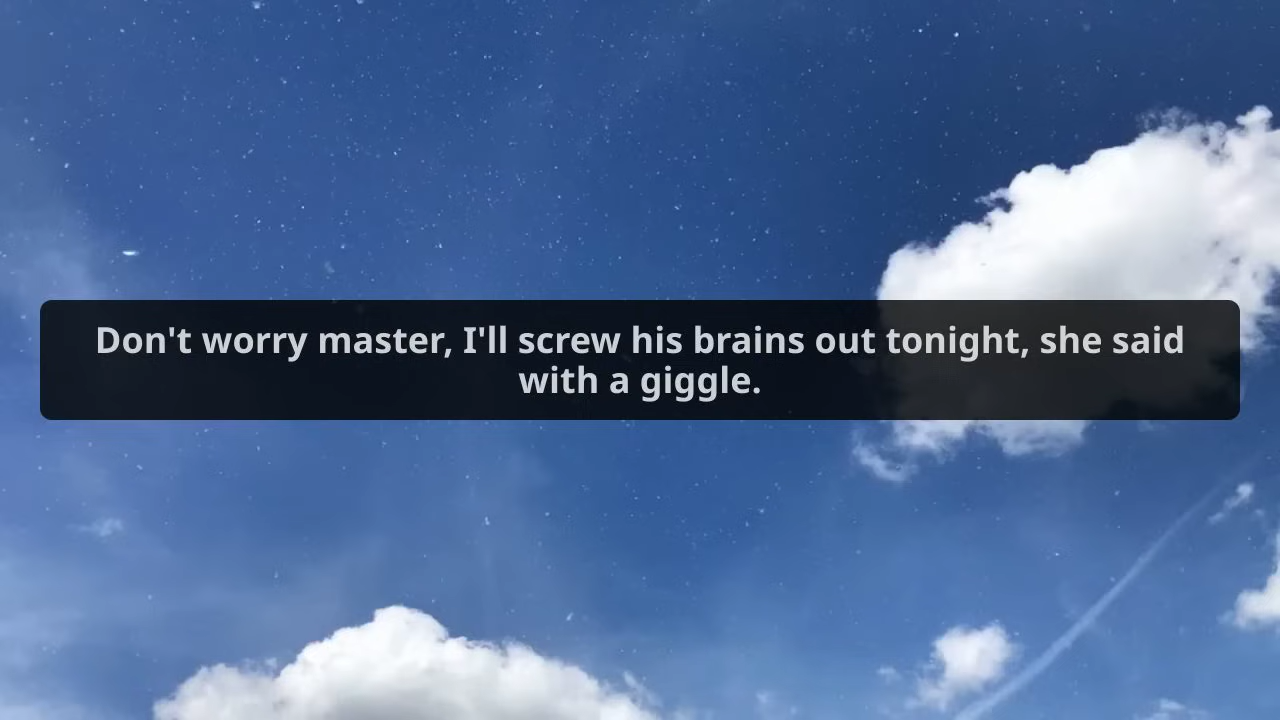 Don't worry master, I'll screw his brains out tonight, she said
with a giggle.